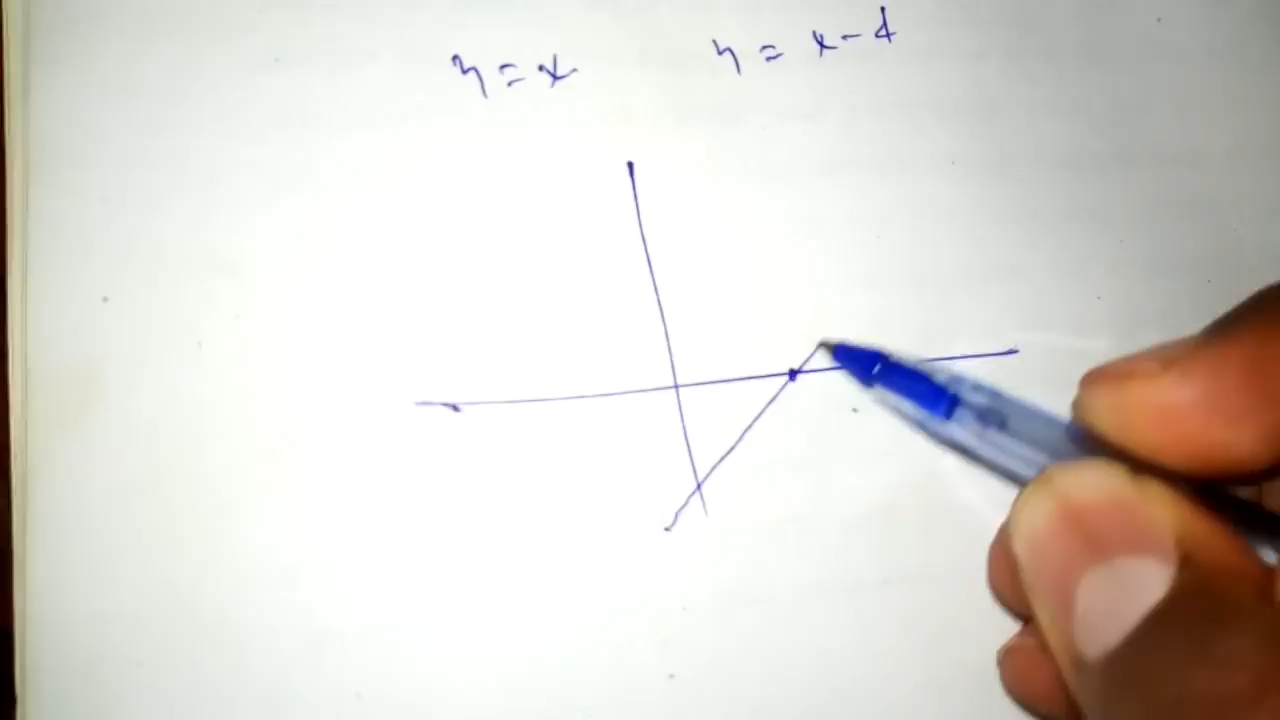 y = x y = x - 4